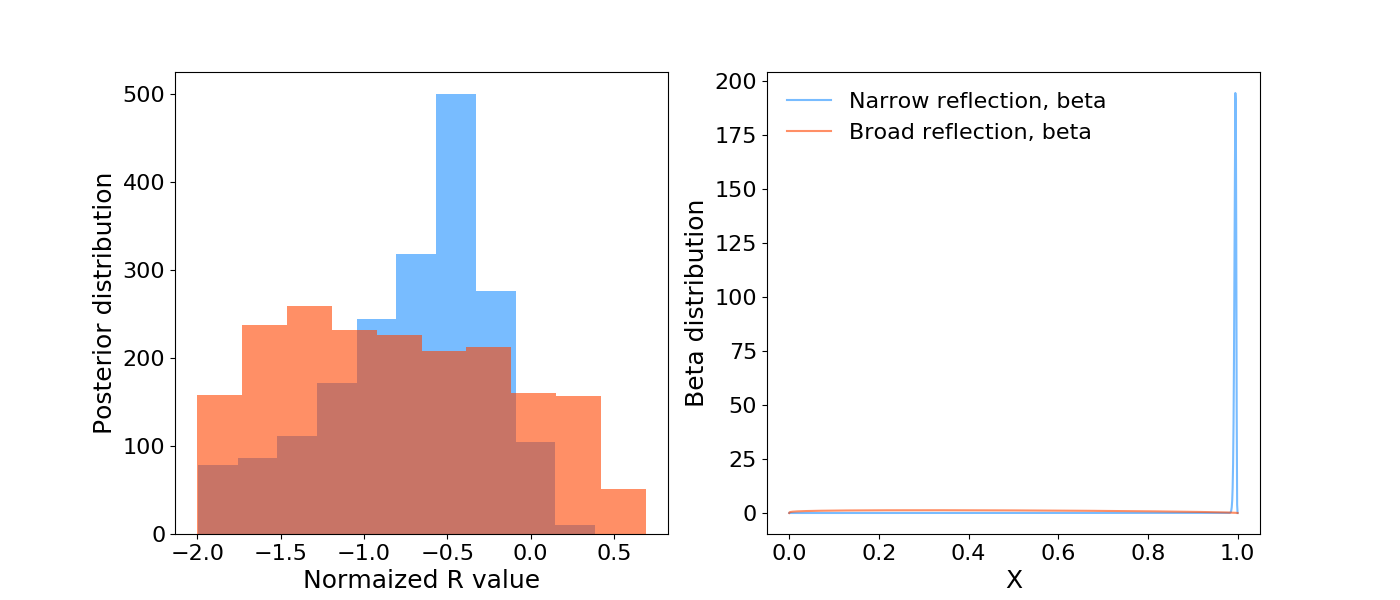 Posterior distribution
500
400
300
200
100
0
−2.0 −1.5 −1.0 −0.5 0.0 0.5
Normaized R value
Beta distribution
200
175
150
125
100
75
50
25
0
0.0 0.2 0.4 0.6 0.8 1.0
X
Narrow reflection, beta
Broad reflection, beta